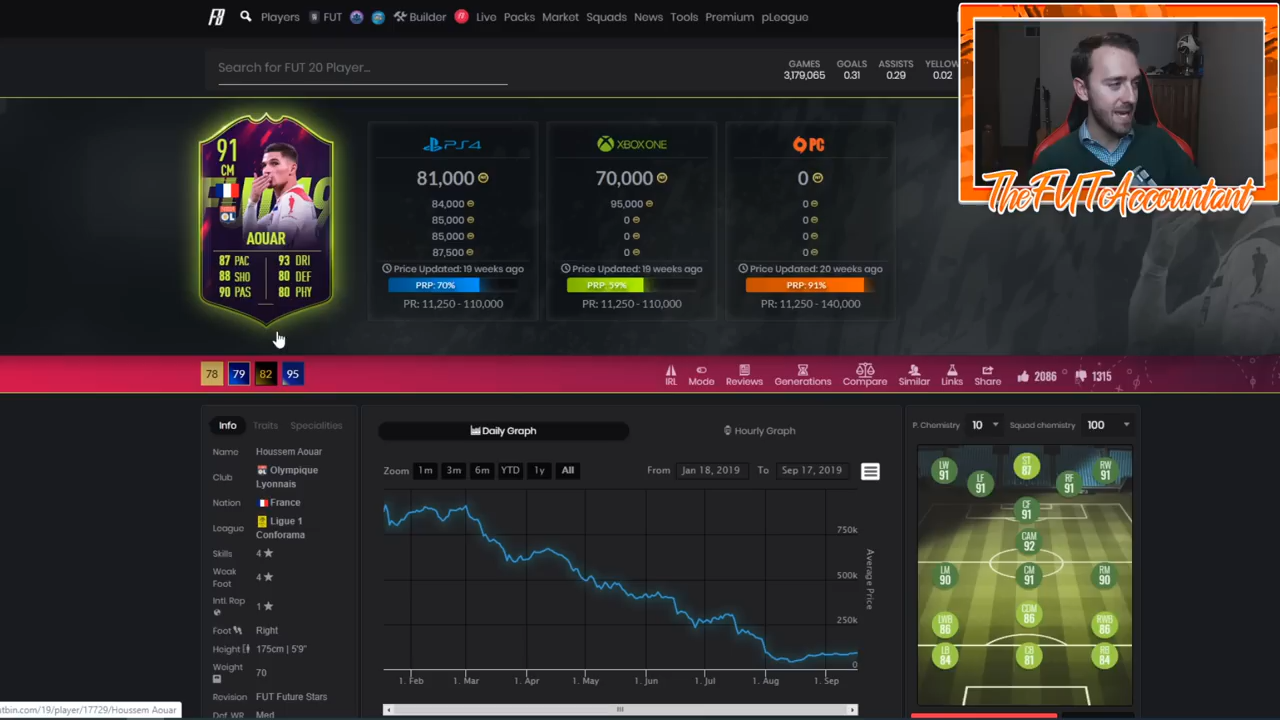 FB Players FUT Builder Live Packs Market Squads News Tools Premium pLeague
Search for FUT 20 Player...
GAMES GOALS ASSISTS YELLOW
3,179,065 0.31 0.29 0.02
91
CM
AOUAR
87 PAC 93 DRI
88 SHO 80 DEF
90 PAS 80 PHY
PS4
81,000
84,000
85,000
85,000
87,500
Price Updated: 19 weeks ago
PRP: 70%
PR: 11,250 - 110,000
XBOX ONE
70,000
95,000
0
0
0
Price Updated: 19 weeks ago
PRP: 59%
PR: 11,250 - 110,000
PC
0
0
0
0
0
Price Updated: 20 weeks ago
PRP: 91%
PR: 11,250 - 140,000
TheFUTAccountant
78 79 82 95
IRL Mode Reviews Generations Compare Similar Links Share 2086 1315
Info Traits Specialities
Name Houssem Aouar
Club Olympique Lyonnais
Nation France
League Ligue 1 Conforama
Skills 4★
Weak Foot 4★
Intl. Rep 1★
Foot Right
Height 175cm | 5'9"
Weight 70
Revision FUT Future Stars
Def. WR Med
Daily Graph Hourly Graph
Zoom 1m 3m 6m YTD 1y All From Jan 18, 2019 To Sep 17, 2019
750k
500k
250k
0
Average Price
1. Feb 1. Mar 1. Apr 1. May 1. Jun 1. Jul 1. Aug 1. Sep
P. Chemistry 10 Squad chemistry 100
LW 91
LF 91
ST 87
RF 91
RW 91
CF 91
CAM 92
LM 90
CM 91
RM 90
LWB 86
CDM 86
RWB 86
LB 84
CB 81
RB 84
tbin.com/19/player/17729/Houssem Aouar